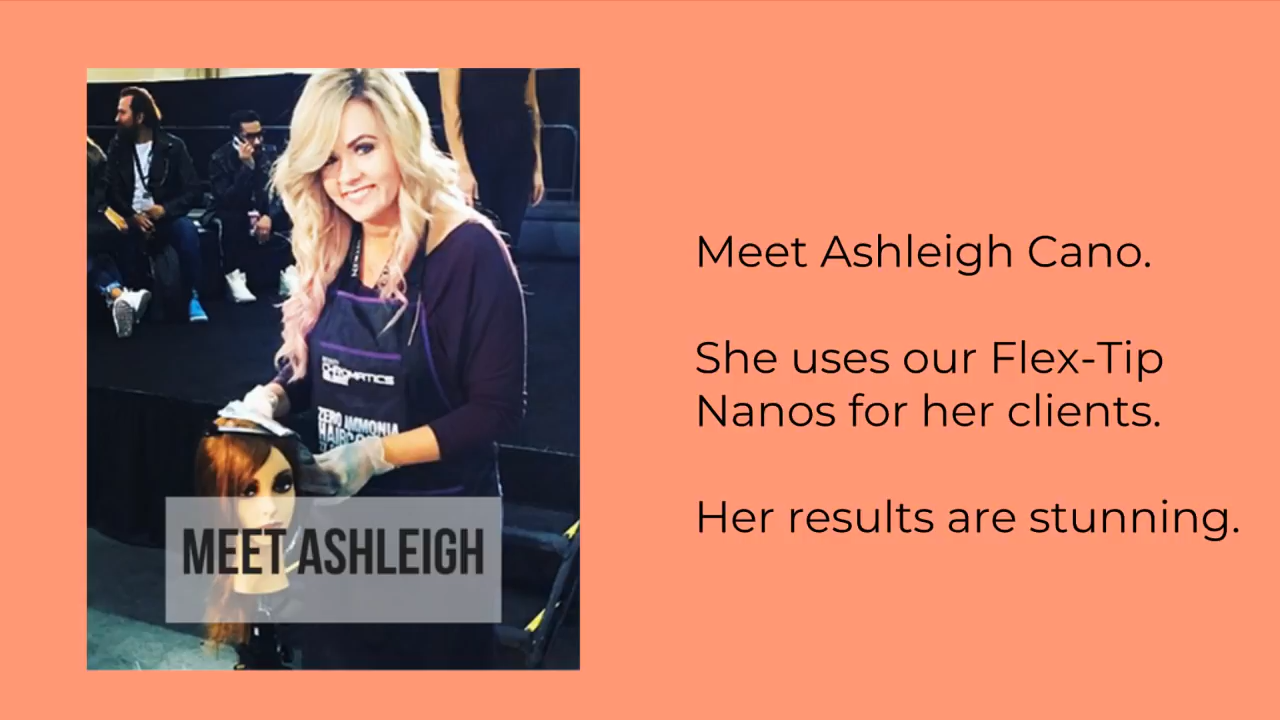 CHROMATICS
ZERO AMMONIA
MEET ASHLEIGH
Meet Ashleigh Cano.
She uses our Flex-Tip
Nanos for her clients.
Her results are stunning.